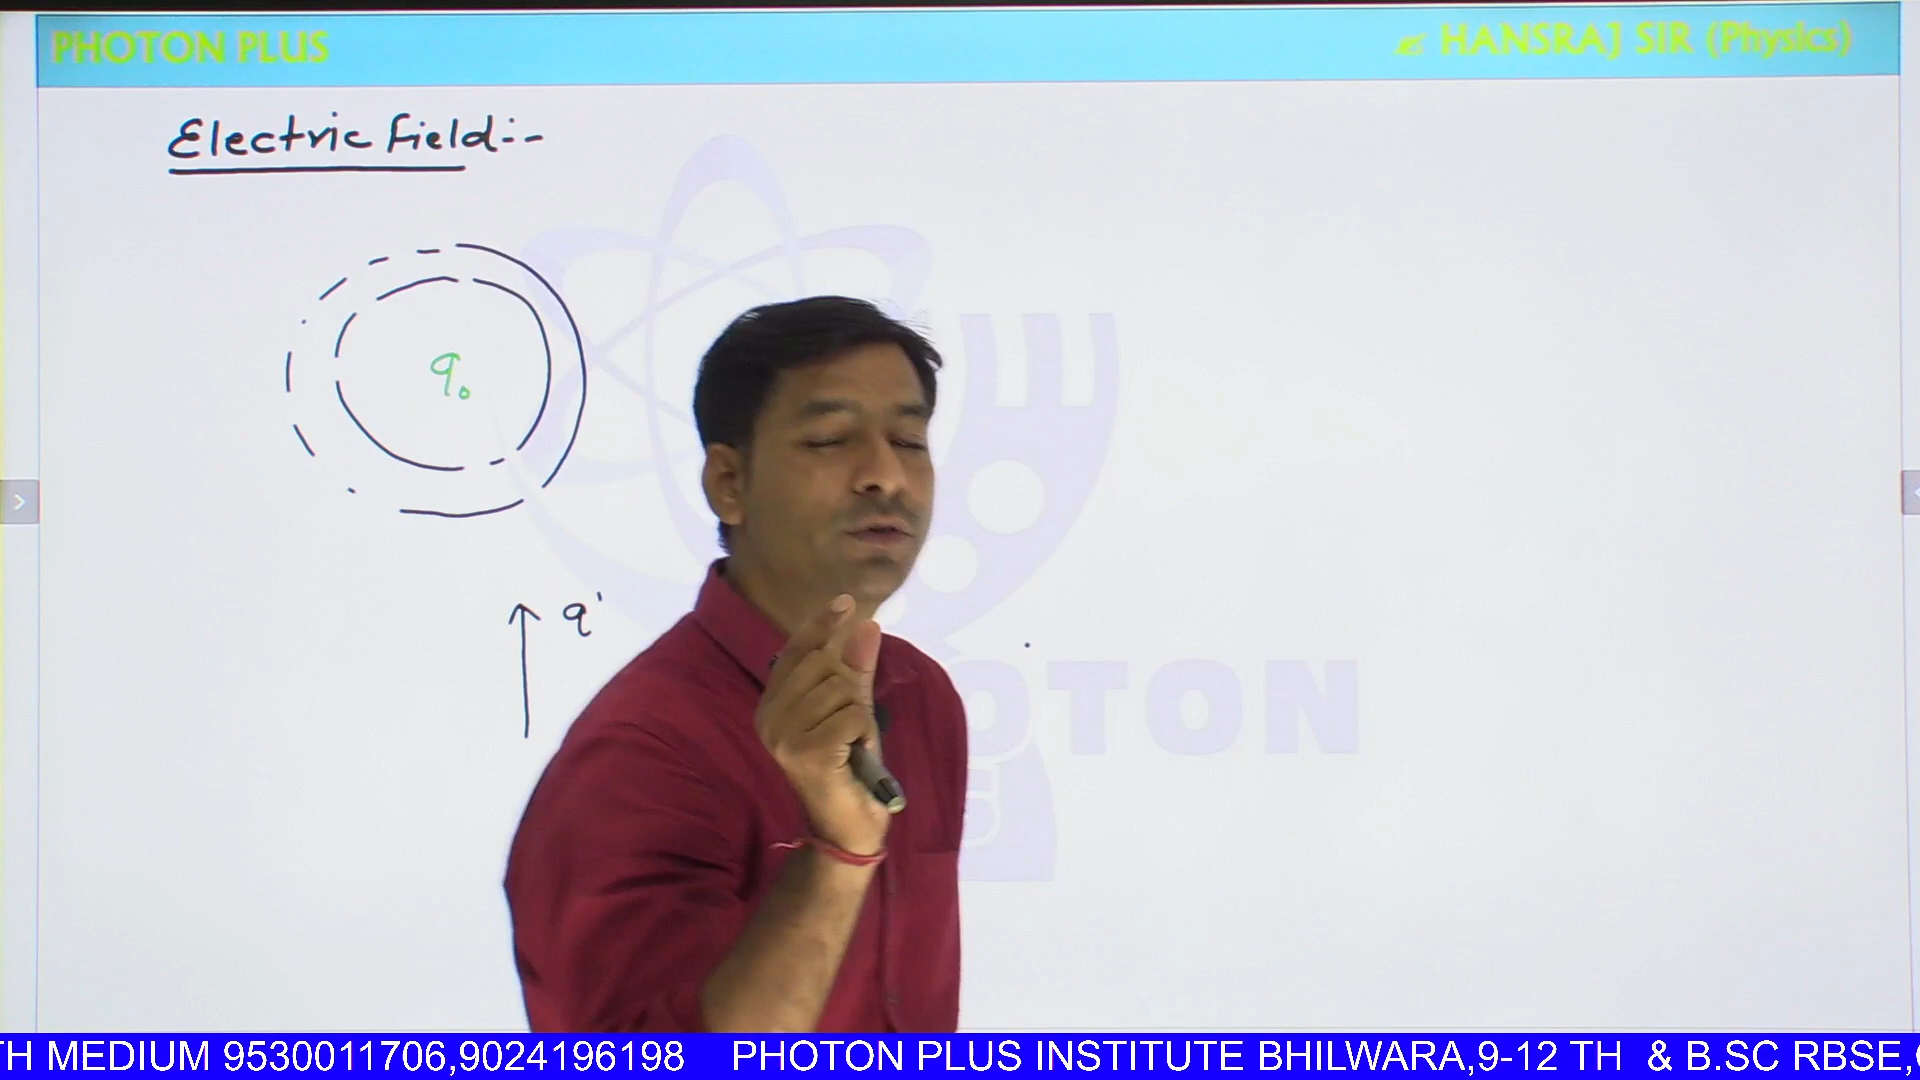 PHOTON PLUS
HANSRAJ SIR (Physics)
Electric Field:-
q₀
q'
OTON
TH MEDIUM 9530011706,9024196198 PHOTON PLUS INSTITUTE BHILWARA,9-12 TH & B.SC RBSE,